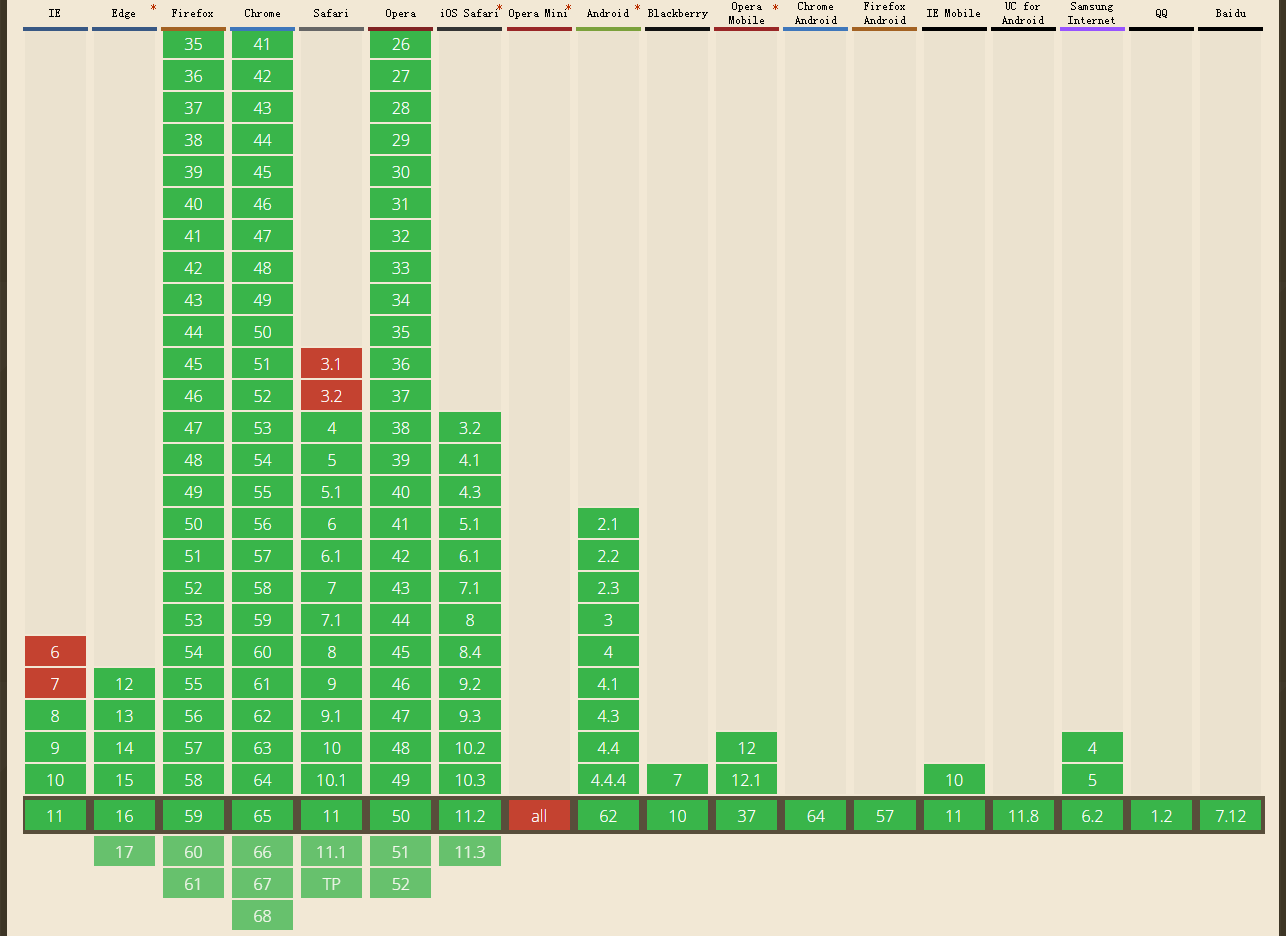 IE Edge * Firefox Chrome Safari Opera iOS Safari * Opera Mini * Android * Blackberry Opera Mobile * Chrome Android Firefox Android IE Mobile UC for Android Samsung Internet QQ Baidu
35 41 26
36 42 27
37 43 28
38 44 29
39 45 30
40 46 31
41 47 32
42 48 33
43 49 34
44 50 35
45 51 3.1 36
46 52 3.2 37
47 53 4 38 3.2
48 54 5 39 4.1
49 55 5.1 40 4.3
50 56 6 41 5.1 2.1
51 57 6.1 42 6.1 2.2
52 58 7 43 7.1 2.3
53 59 7.1 44 8 3
6 54 60 8 45 8.4 4
7 12 55 61 9 46 9.2 4.1
8 13 56 62 9.1 47 9.3 4.3
9 14 57 63 10 48 10.2 4.4 12 4
10 15 58 64 10.1 49 10.3 4.4.4 7 12.1 10 5
11 16 59 65 11 50 11.2 all 62 10 37 64 57 11 11.8 6.2 1.2 7.12
17 60 66 11.1 51 11.3
61 67 TP 52
68